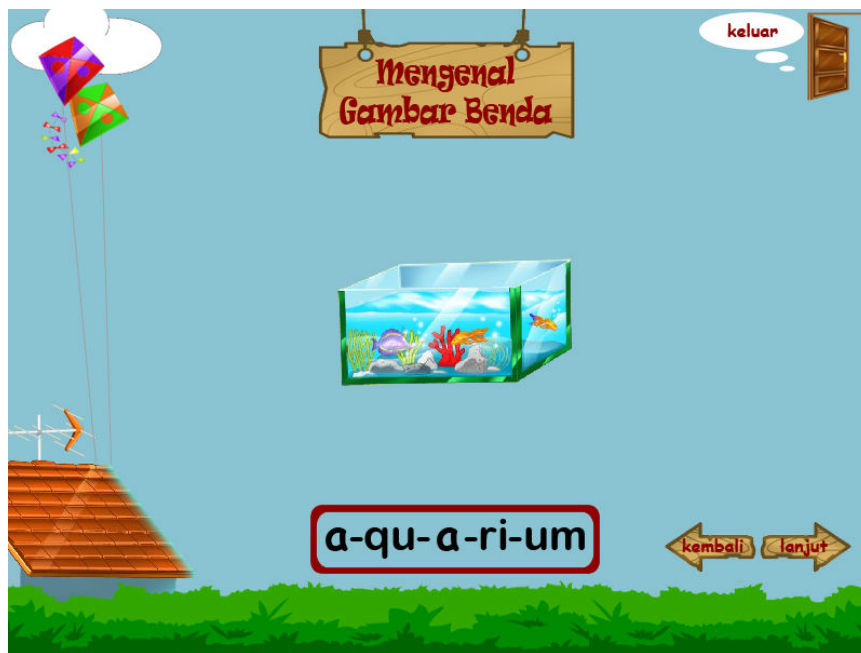 Mengenal
Gambar Benda
keluar
a-qu-a-ri-um
kembali
lanjut